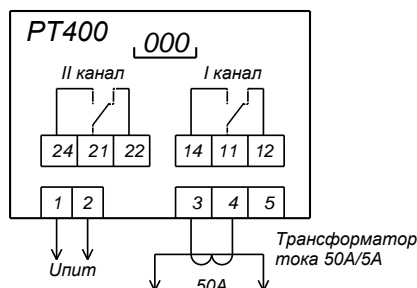 РТ400
000
II канал
I канал
24 21 22
14 11 12
1 2
3 4 5
Uпит
Трансформатор
тока 50А/5А
50А